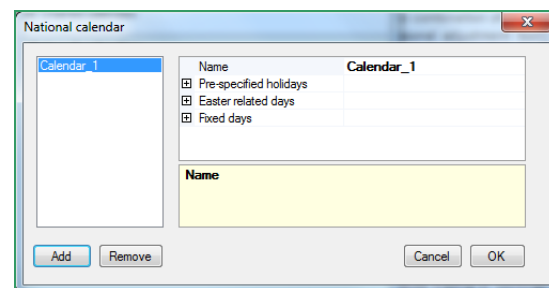 National calendar
Calendar_1
Name Calendar_1
Pre-specified holidays
Easter related days
Fixed days
Name
Add Remove Cancel OK